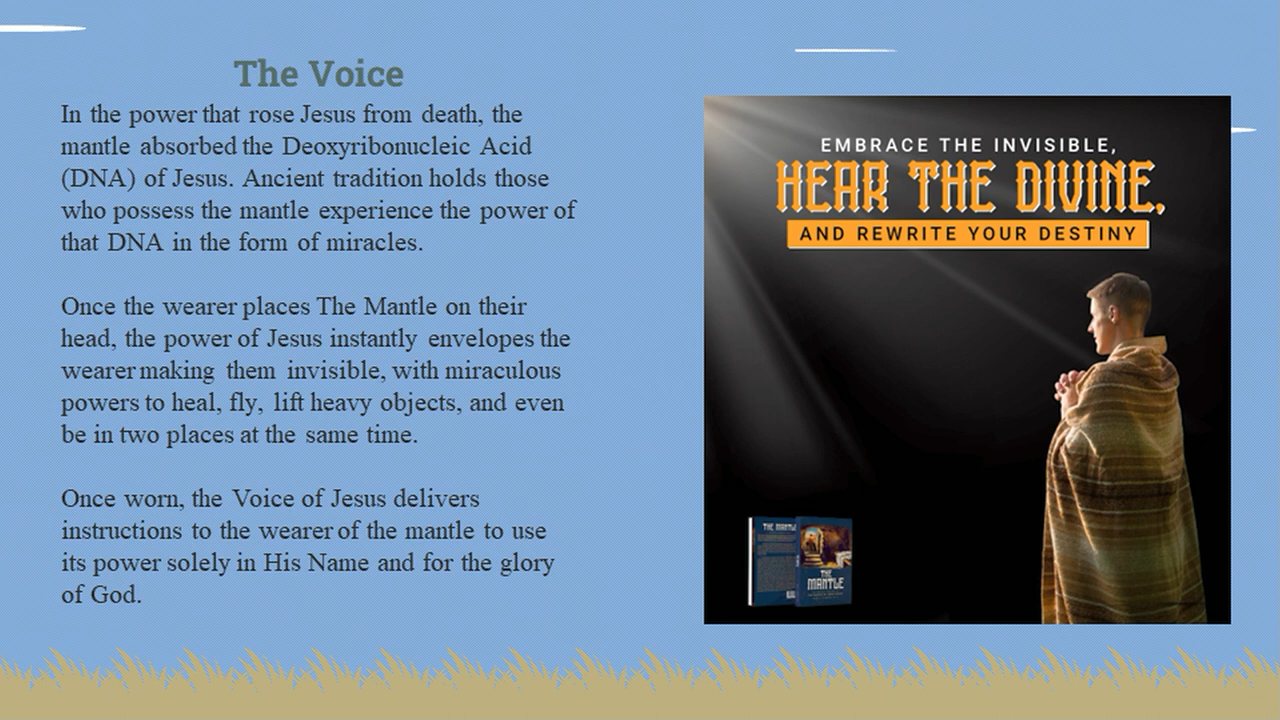 The Voice
In the power that rose Jesus from death, the
mantle absorbed the Deoxyribonucleic Acid
(DNA) of Jesus. Ancient tradition holds those
who possess the mantle experience the power of
that DNA in the form of miracles.
Once the wearer places The Mantle on their
head, the power of Jesus instantly envelopes the
wearer making them invisible, with miraculous
powers to heal, fly, lift heavy objects, and even
be in two places at the same time.
Once worn, the Voice of Jesus delivers
instructions to the wearer of the mantle to use
its power solely in His Name and for the glory
of God.
EMBRACE THE INVISIBLE,
HEAR THE DIVINE,
AND REWRITE YOUR DESTINY
THE MANTLE
THE
MANTLE